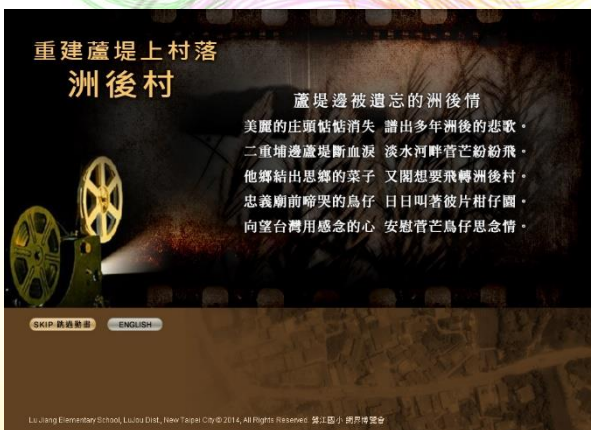 重建蘆堤上村落
洲後村
蘆堤邊被遺忘的洲後情
美麗的庄頭惦惦消失 譜出多年洲後的悲歌。
二重埔邊蘆堤斷血淚 淡水河畔菅芒紛紛飛。
他鄉結出思鄉的菜子 又閣想要飛轉洲後村。
忠義廟前啼哭的鳥仔 日日叫著彼片柑仔園。
向望台灣用感念的心 安慰菅芒鳥仔思念情。
SKIP 跳過動畫 ENGLISH
Lu Jiang Elementary School, LuJou Dist., New Taipei City © 2014, All Rights Reserved. 鷺江國小 網界博覽會